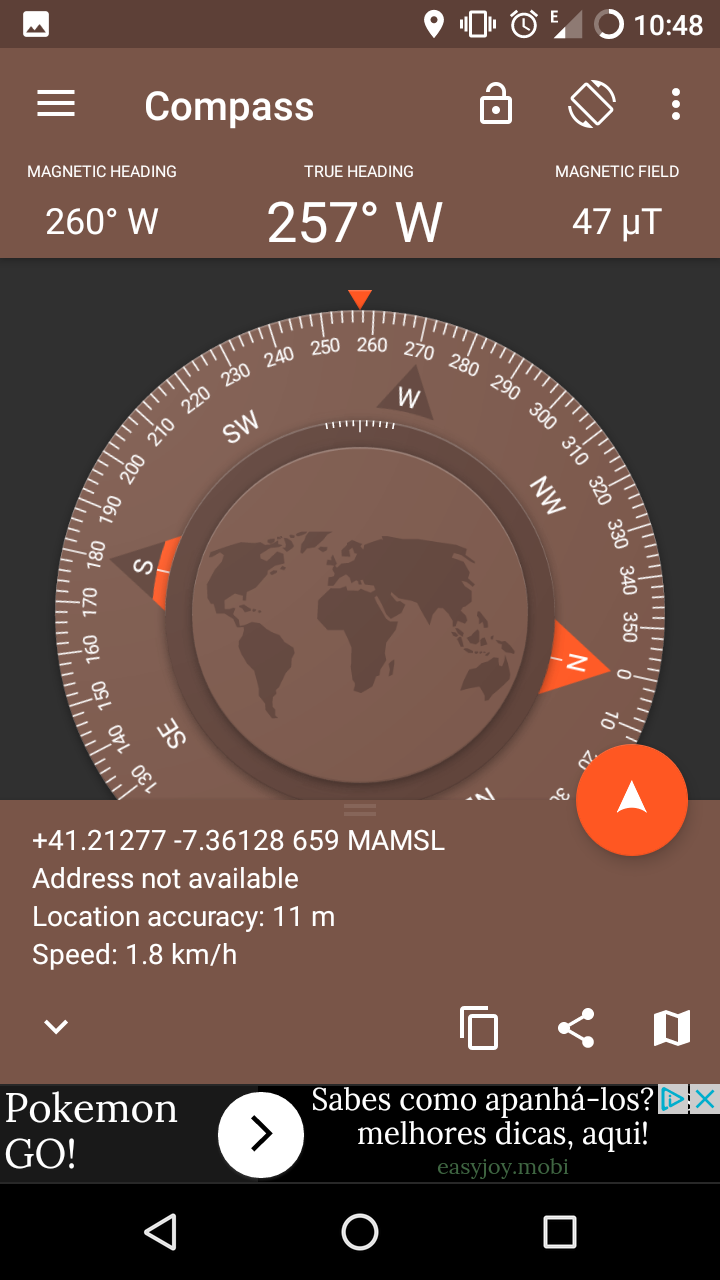 E 10:48
Compass
MAGNETIC HEADING TRUE HEADING MAGNETIC FIELD
260° W 257° W 47 µT
130 140 150 160 170 180 190 200 210 220 230 240 250 260 270 280 290 300 310 320 330 340 350 0 10 20 30
SE S SW W NW N
+41.21277 -7.36128 659 MAMSL
Address not available
Location accuracy: 11 m
Speed: 1.8 km/h
Pokemon GO!
Sabes como apanhá-los?
melhores dicas, aqui!
easyjoy.mobi